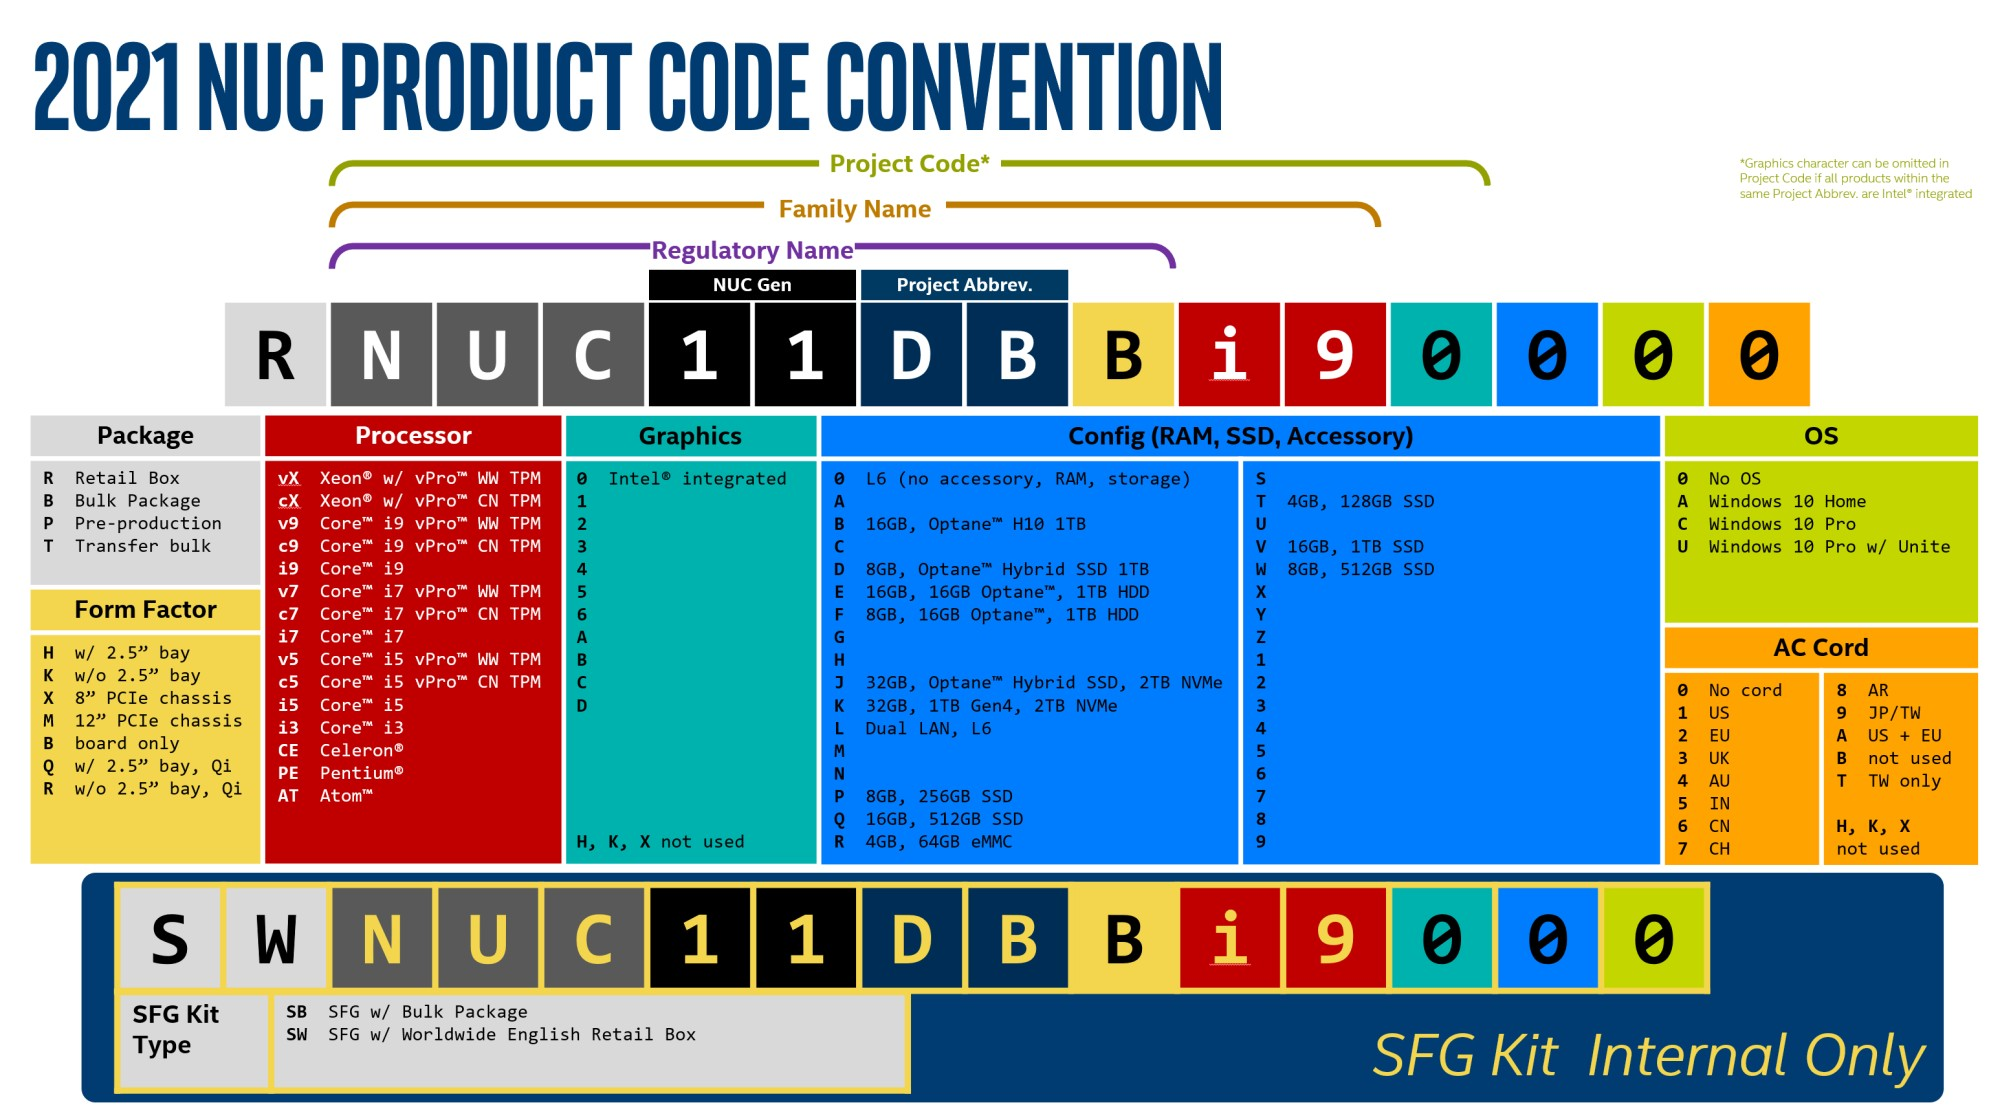 2021 NUC PRODUCT CODE CONVENTION
Project Code*
*Graphics character can be omitted in
Project Code if all products within the
same Project Abbrev. are Intel® integrated
Family Name
Regulatory Name
NUC Gen
Project Abbrev.
R N U C 1 1 D B B i 9 0 0 0 0
Package
R Retail Box
B Bulk Package
P Pre-production
T Transfer bulk
Form Factor
H w/ 2.5” bay
K w/o 2.5” bay
X 8” PCIe chassis
M 12” PCIe chassis
B board only
Q w/ 2.5” bay, Qi
R w/o 2.5” bay, Qi
Processor
vX Xeon® w/ vPro™ WW TPM
cX Xeon® w/ vPro™ CN TPM
v9 Core™ i9 vPro™ WW TPM
c9 Core™ i9 vPro™ CN TPM
i9 Core™ i9
v7 Core™ i7 vPro™ WW TPM
c7 Core™ i7 vPro™ CN TPM
i7 Core™ i7
v5 Core™ i5 vPro™ WW TPM
c5 Core™ i5 vPro™ CN TPM
i5 Core™ i5
i3 Core™ i3
CE Celeron®
PE Pentium®
AT Atom™
Graphics
0 Intel® integrated
1
2
3
4
5
6
A
B
C
D
H, K, X not used
Config (RAM, SSD, Accessory)
0 L6 (no accessory, RAM, storage)
A
B 16GB, Optane™ H10 1TB
C
D 8GB, Optane™ Hybrid SSD 1TB
E 16GB, 16GB Optane™, 1TB HDD
F 8GB, 16GB Optane™, 1TB HDD
G
H
J 32GB, Optane™ Hybrid SSD, 2TB NVMe
K 32GB, 1TB Gen4, 2TB NVMe
L Dual LAN, L6
M
N
P 8GB, 256GB SSD
Q 16GB, 512GB SSD
R 4GB, 64GB eMMC
S
T 4GB, 128GB SSD
U
V 16GB, 1TB SSD
W 8GB, 512GB SSD
X
Y
Z
1
2
3
4
5
6
7
8
9
OS
0 No OS
A Windows 10 Home
C Windows 10 Pro
U Windows 10 Pro w/ Unite
AC Cord
0 No cord
1 US
2 EU
3 UK
4 AU
5 IN
6 CN
7 CH
8 AR
9 JP/TW
A US + EU
B not used
T TW only
H, K, X
not used
S W N U C 1 1 D B B i 9 0 0 0
SFG Kit
Type
SB SFG w/ Bulk Package
SW SFG w/ Worldwide English Retail Box
SFG Kit Internal Only